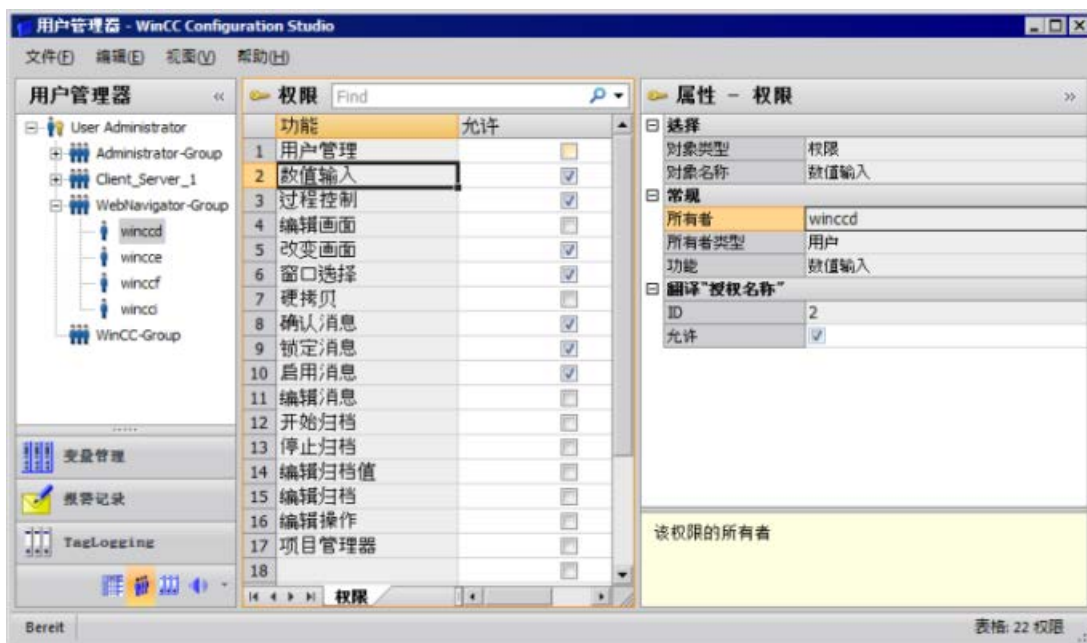 用户管理器 - WinCC Configuration Studio
文件(F) 编辑(E) 视图(V) 帮助(H)
用户管理器 «
User Administrator
Administrator-Group
Client_Server_1
WebNavigator-Group
winccd
wincce
winccf
wincci
WinCC-Group
变量管理
报警记录
TagLogging
权限 Find
功能 允许
1 用户管理
2 数值输入
3 过程控制
4 编辑画面
5 改变画面
6 窗口选择
7 硬拷贝
8 确认消息
9 锁定消息
10 启用消息
11 编辑消息
12 开始归档
13 停止归档
14 编辑归档值
15 编辑归档
16 编辑操作
17 项目管理器
18
权限
属性 - 权限 »
选择
对象类型 权限
对象名称 数值输入
常规
所有者 winccd
所有者类型 用户
功能 数值输入
翻译"授权名称"
ID 2
允许
该权限的所有者
Bereit 表格: 22 权限